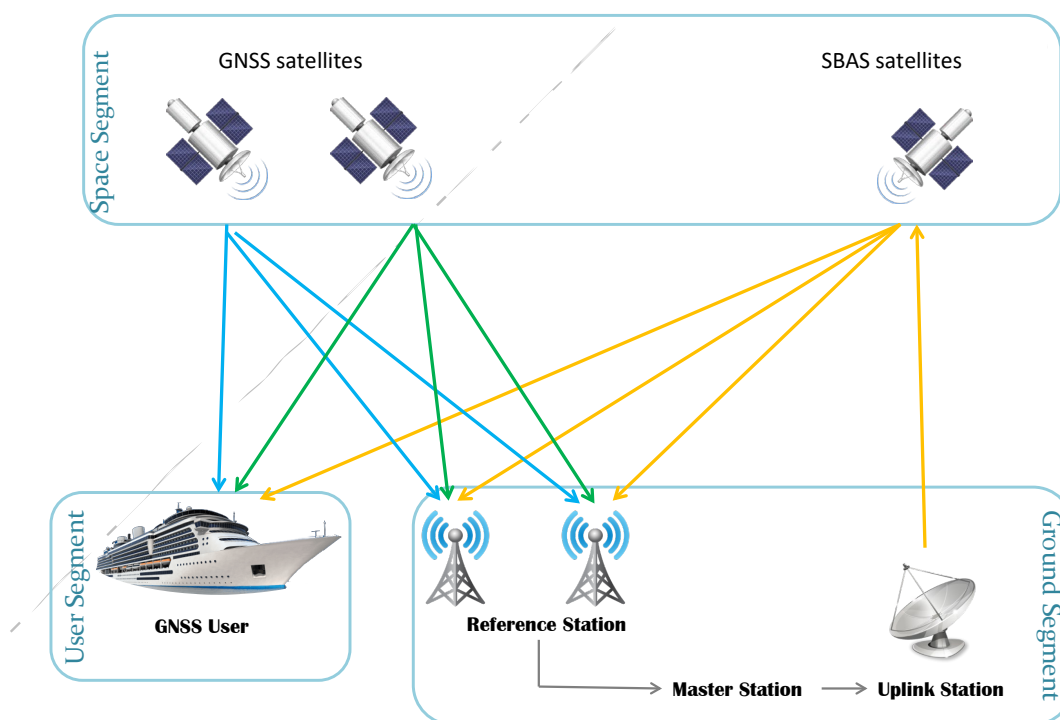 GNSS satellites
SBAS satellites
Space Segment
User Segment
GNSS User
Reference Station
Master Station
Uplink Station
Ground Segment